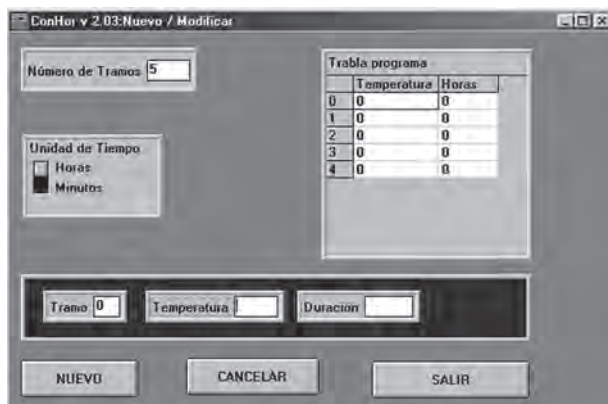 ConHor v 2.03:Nuevo / Modificar
Número de Tramos 5
Trabla programa
Temperatura Horas
0 0 0
1 0 0
2 0 0
3 0 0
4 0 0
Unidad de Tiempo
Horas
Minutos
Tramo 0 Temperatura Duración
NUEVO CANCELAR SALIR